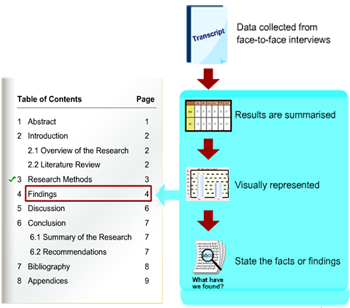 Transcript
Data collected from
face-to-face interviews
Table of Contents Page
1 Abstract 1
2 Introduction 2
2.1 Overview of the Research 2
2.2 Literature Review 2
3 Research Methods 3
4 Findings 4
5 Discussion 6
6 Conclusion 7
6.1 Summary of the Research 7
6.2 Recommendations 7
7 Bibliography 8
8 Appendices 9
Results are summarised
Visually represented
State the facts or findings
What have
we found?